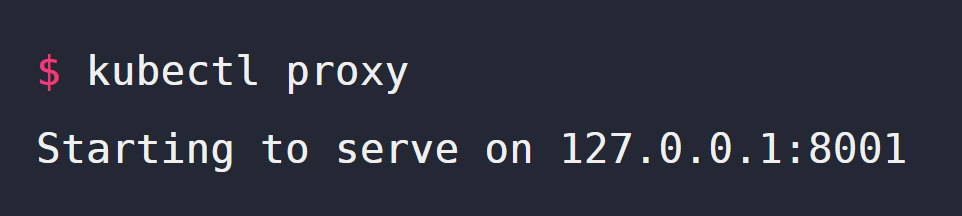 $ kubectl proxy
Starting to serve on 127.0.0.1:8001